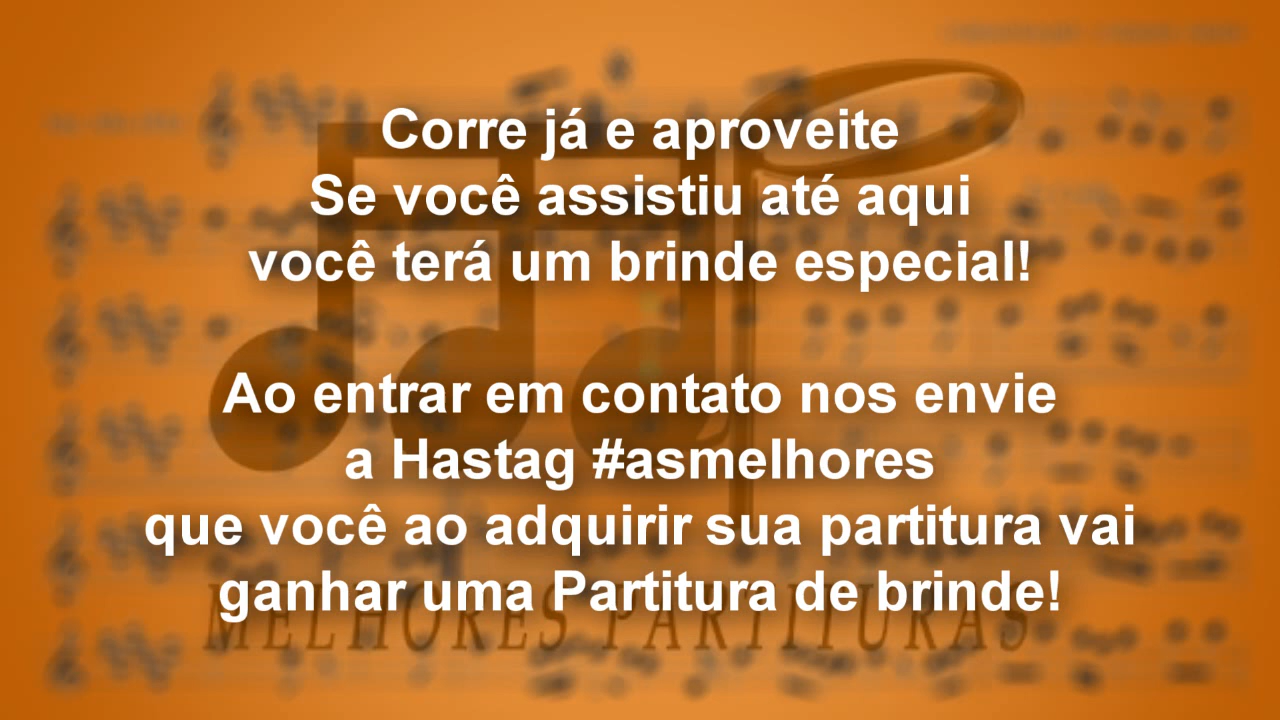 Corre já e aproveite
Se você assistiu até aqui
você terá um brinde especial!
Ao entrar em contato nos envie
a Hastag #asmelhores
que você ao adquirir sua partitura vai
ganhar uma Partitura de brinde!
MELHORES PARTITURAS